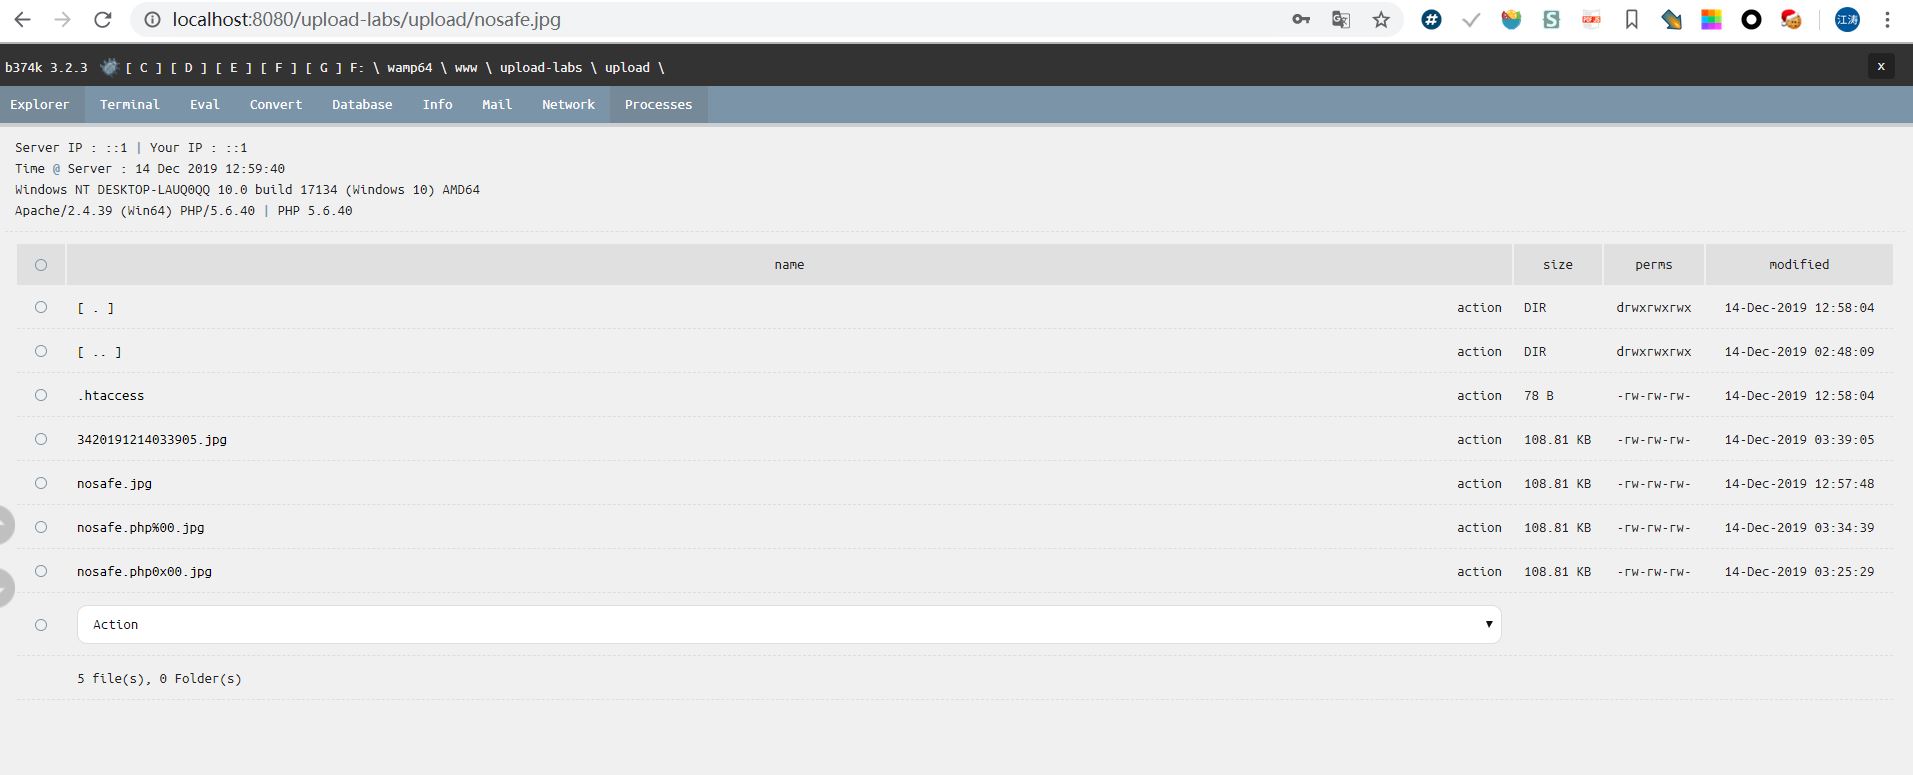 localhost:8080/upload-labs/upload/nosafe.jpg
江涛
b374k 3.2.3 [ C ] [ D ] [ E ] [ F ] [ G ] F: \ wamp64 \ www \ upload-labs \ upload \ x
Explorer Terminal Eval Convert Database Info Mail Network Processes
Server IP : ::1 | Your IP : ::1
Time @ Server : 14 Dec 2019 12:59:40
Windows NT DESKTOP-LAUQ0QQ 10.0 build 17134 (Windows 10) AMD64
Apache/2.4.39 (Win64) PHP/5.6.40 | PHP 5.6.40
name size perms modified
[ . ] action DIR drwxrwxrwx 14-Dec-2019 12:58:04
[ .. ] action DIR drwxrwxrwx 14-Dec-2019 02:48:09
.htaccess action 78 B -rw-rw-rw- 14-Dec-2019 12:58:04
3420191214033905.jpg action 108.81 KB -rw-rw-rw- 14-Dec-2019 03:39:05
nosafe.jpg action 108.81 KB -rw-rw-rw- 14-Dec-2019 12:57:48
nosafe.php%00.jpg action 108.81 KB -rw-rw-rw- 14-Dec-2019 03:34:39
nosafe.php0x00.jpg action 108.81 KB -rw-rw-rw- 14-Dec-2019 03:25:29
Action
5 file(s), 0 Folder(s)